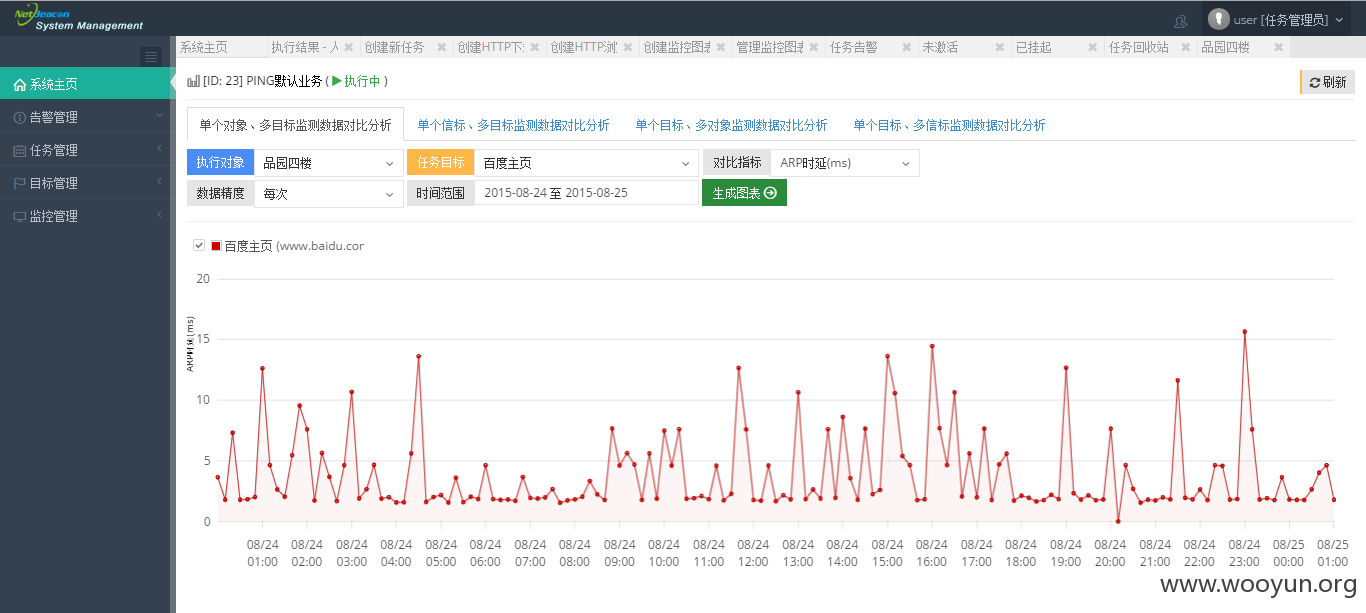 NetBeacon
System Management
user [任务管理员]
系统主页 执行结果 - 创建新任务 创建HTTP下 创建HTTP浏 创建监控图表 管理监控图表 任务告警 未激活 已挂起 任务回收站 品园四楼
系统主页
告警管理
任务管理
目标管理
监控管理
[ID: 23] PING默认业务 ( 执行中 )
刷新
单个对象、多目标监测数据对比分析 单个信标、多目标监测数据对比分析 单个目标、多对象监测数据对比分析 单个目标、多信标监测数据对比分析
执行对象 品园四楼 任务目标 百度主页 对比指标 ARP时延(ms)
数据精度 每次 时间范围 2015-08-24 至 2015-08-25 生成图表
百度主页 (www.baidu.cor
ARP时延(ms)
20
15
10
5
0
08/24 08/24 08/24 08/24 08/24 08/24 08/24 08/24 08/24 08/24 08/24 08/24 08/24 08/24 08/24 08/24 08/24 08/24 08/24 08/24 08/24 08/24 08/24 08/25 08/25
01:00 02:00 03:00 04:00 05:00 06:00 07:00 08:00 09:00 10:00 11:00 12:00 13:00 14:00 15:00 16:00 17:00 18:00 19:00 20:00 21:00 22:00 23:00 00:00 01:00
www.wooyun.org